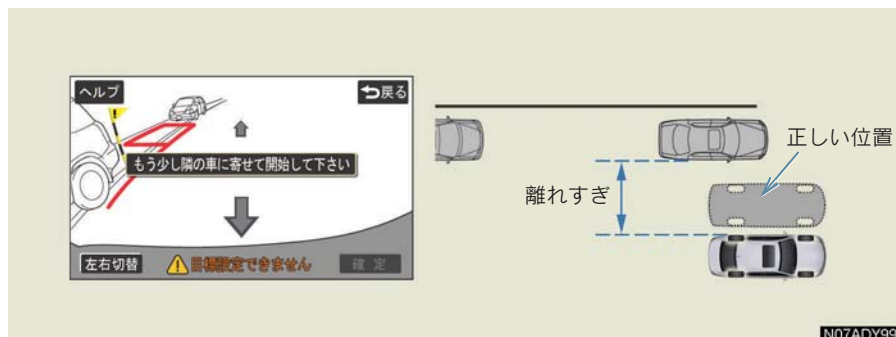 ヘルプ
戻る
もう少し隣の車に寄せて開始して下さい
左右切替
目標設定できません
確定
離れすぎ
正しい位置
N07ADY99